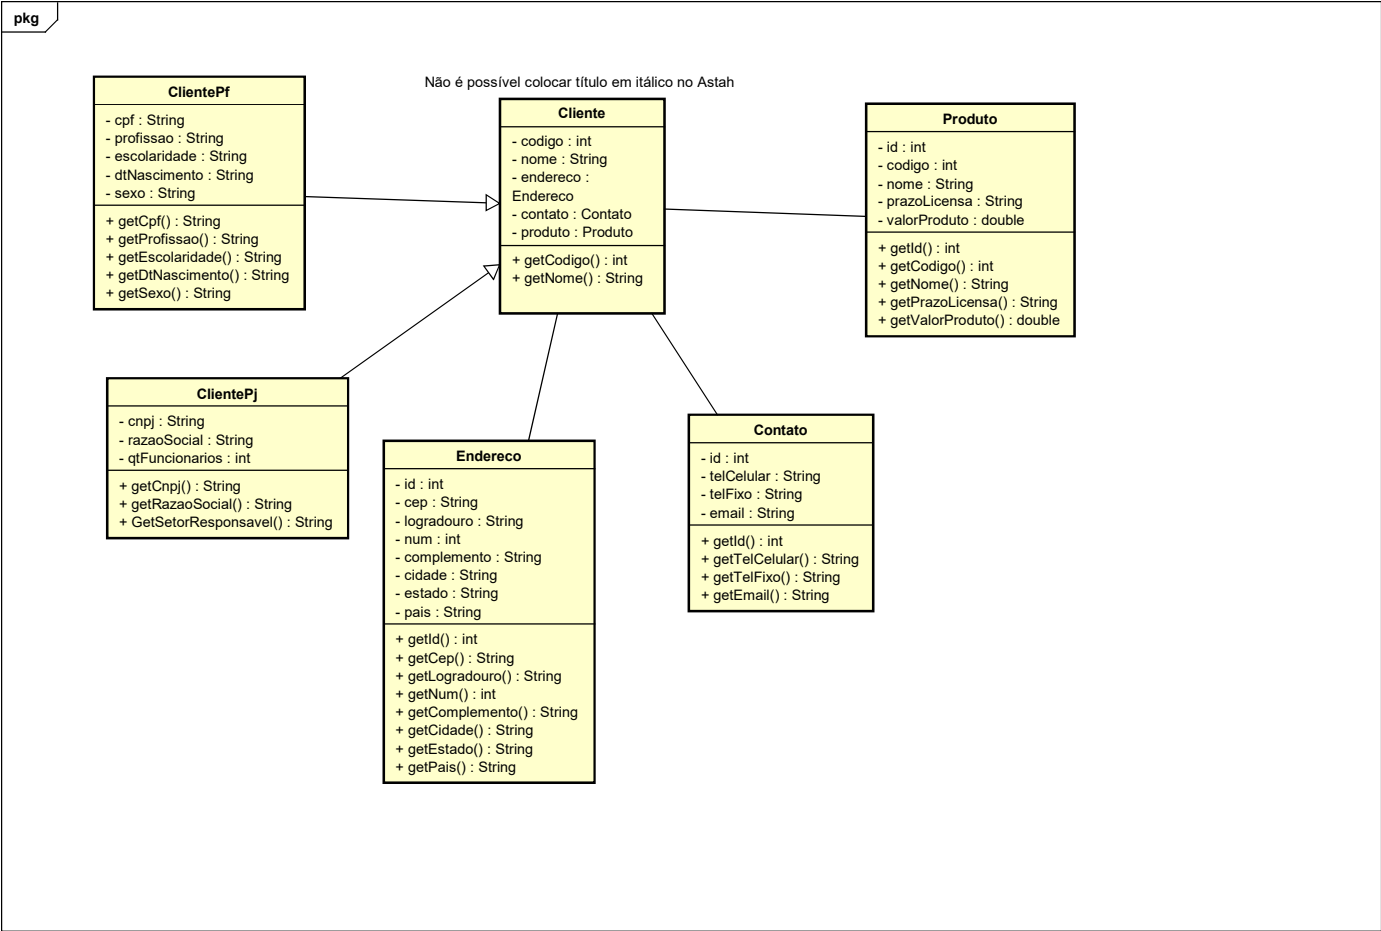 pkg
Não é possível colocar título em itálico no Astah
ClientePf
- cpf : String
- profissao : String
- escolaridade : String
- dtNascimento : String
- sexo : String
+ getCpf() : String
+ getProfissao() : String
+ getEscolaridade() : String
+ getDtNascimento() : String
+ getSexo() : String
Cliente
- codigo : int
- nome : String
- endereco :
Endereco
- contato : Contato
- produto : Produto
+ getCodigo() : int
+ getNome() : String
Produto
- id : int
- codigo : int
- nome : String
- prazoLicensa : String
- valorProduto : double
+ getId() : int
+ getCodigo() : int
+ getNome() : String
+ getPrazoLicensa() : String
+ getValorProduto() : double
ClientePj
- cnpj : String
- razaoSocial : String
- qtFuncionarios : int
+ getCnpj() : String
+ getRazaoSocial() : String
+ GetSetorResponsavel() : String
Endereco
- id : int
- cep : String
- logradouro : String
- num : int
- complemento : String
- cidade : String
- estado : String
- pais : String
+ getId() : int
+ getCep() : String
+ getLogradouro() : String
+ getNum() : int
+ getComplemento() : String
+ getCidade() : String
+ getEstado() : String
+ getPais() : String
Contato
- id : int
- telCelular : String
- telFixo : String
- email : String
+ getId() : int
+ getTelCelular() : String
+ getTelFixo() : String
+ getEmail() : String